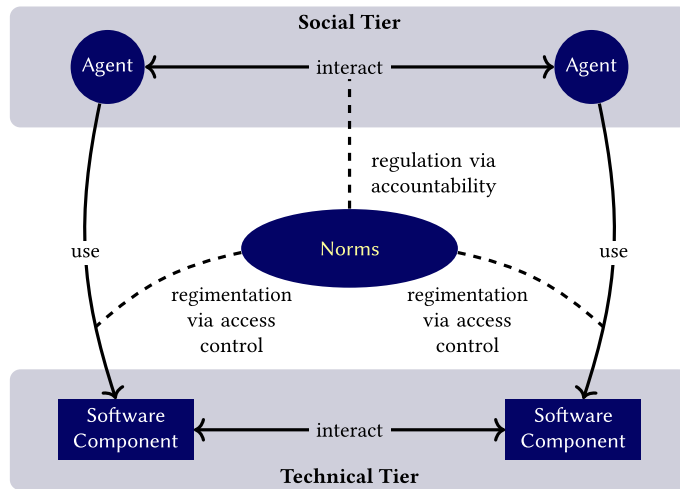 Social Tier
Agent
interact
Agent
regulation via
accountability
Norms
use
use
regimentation
via access
control
regimentation
via access
control
Software
Component
interact
Software
Component
Technical Tier